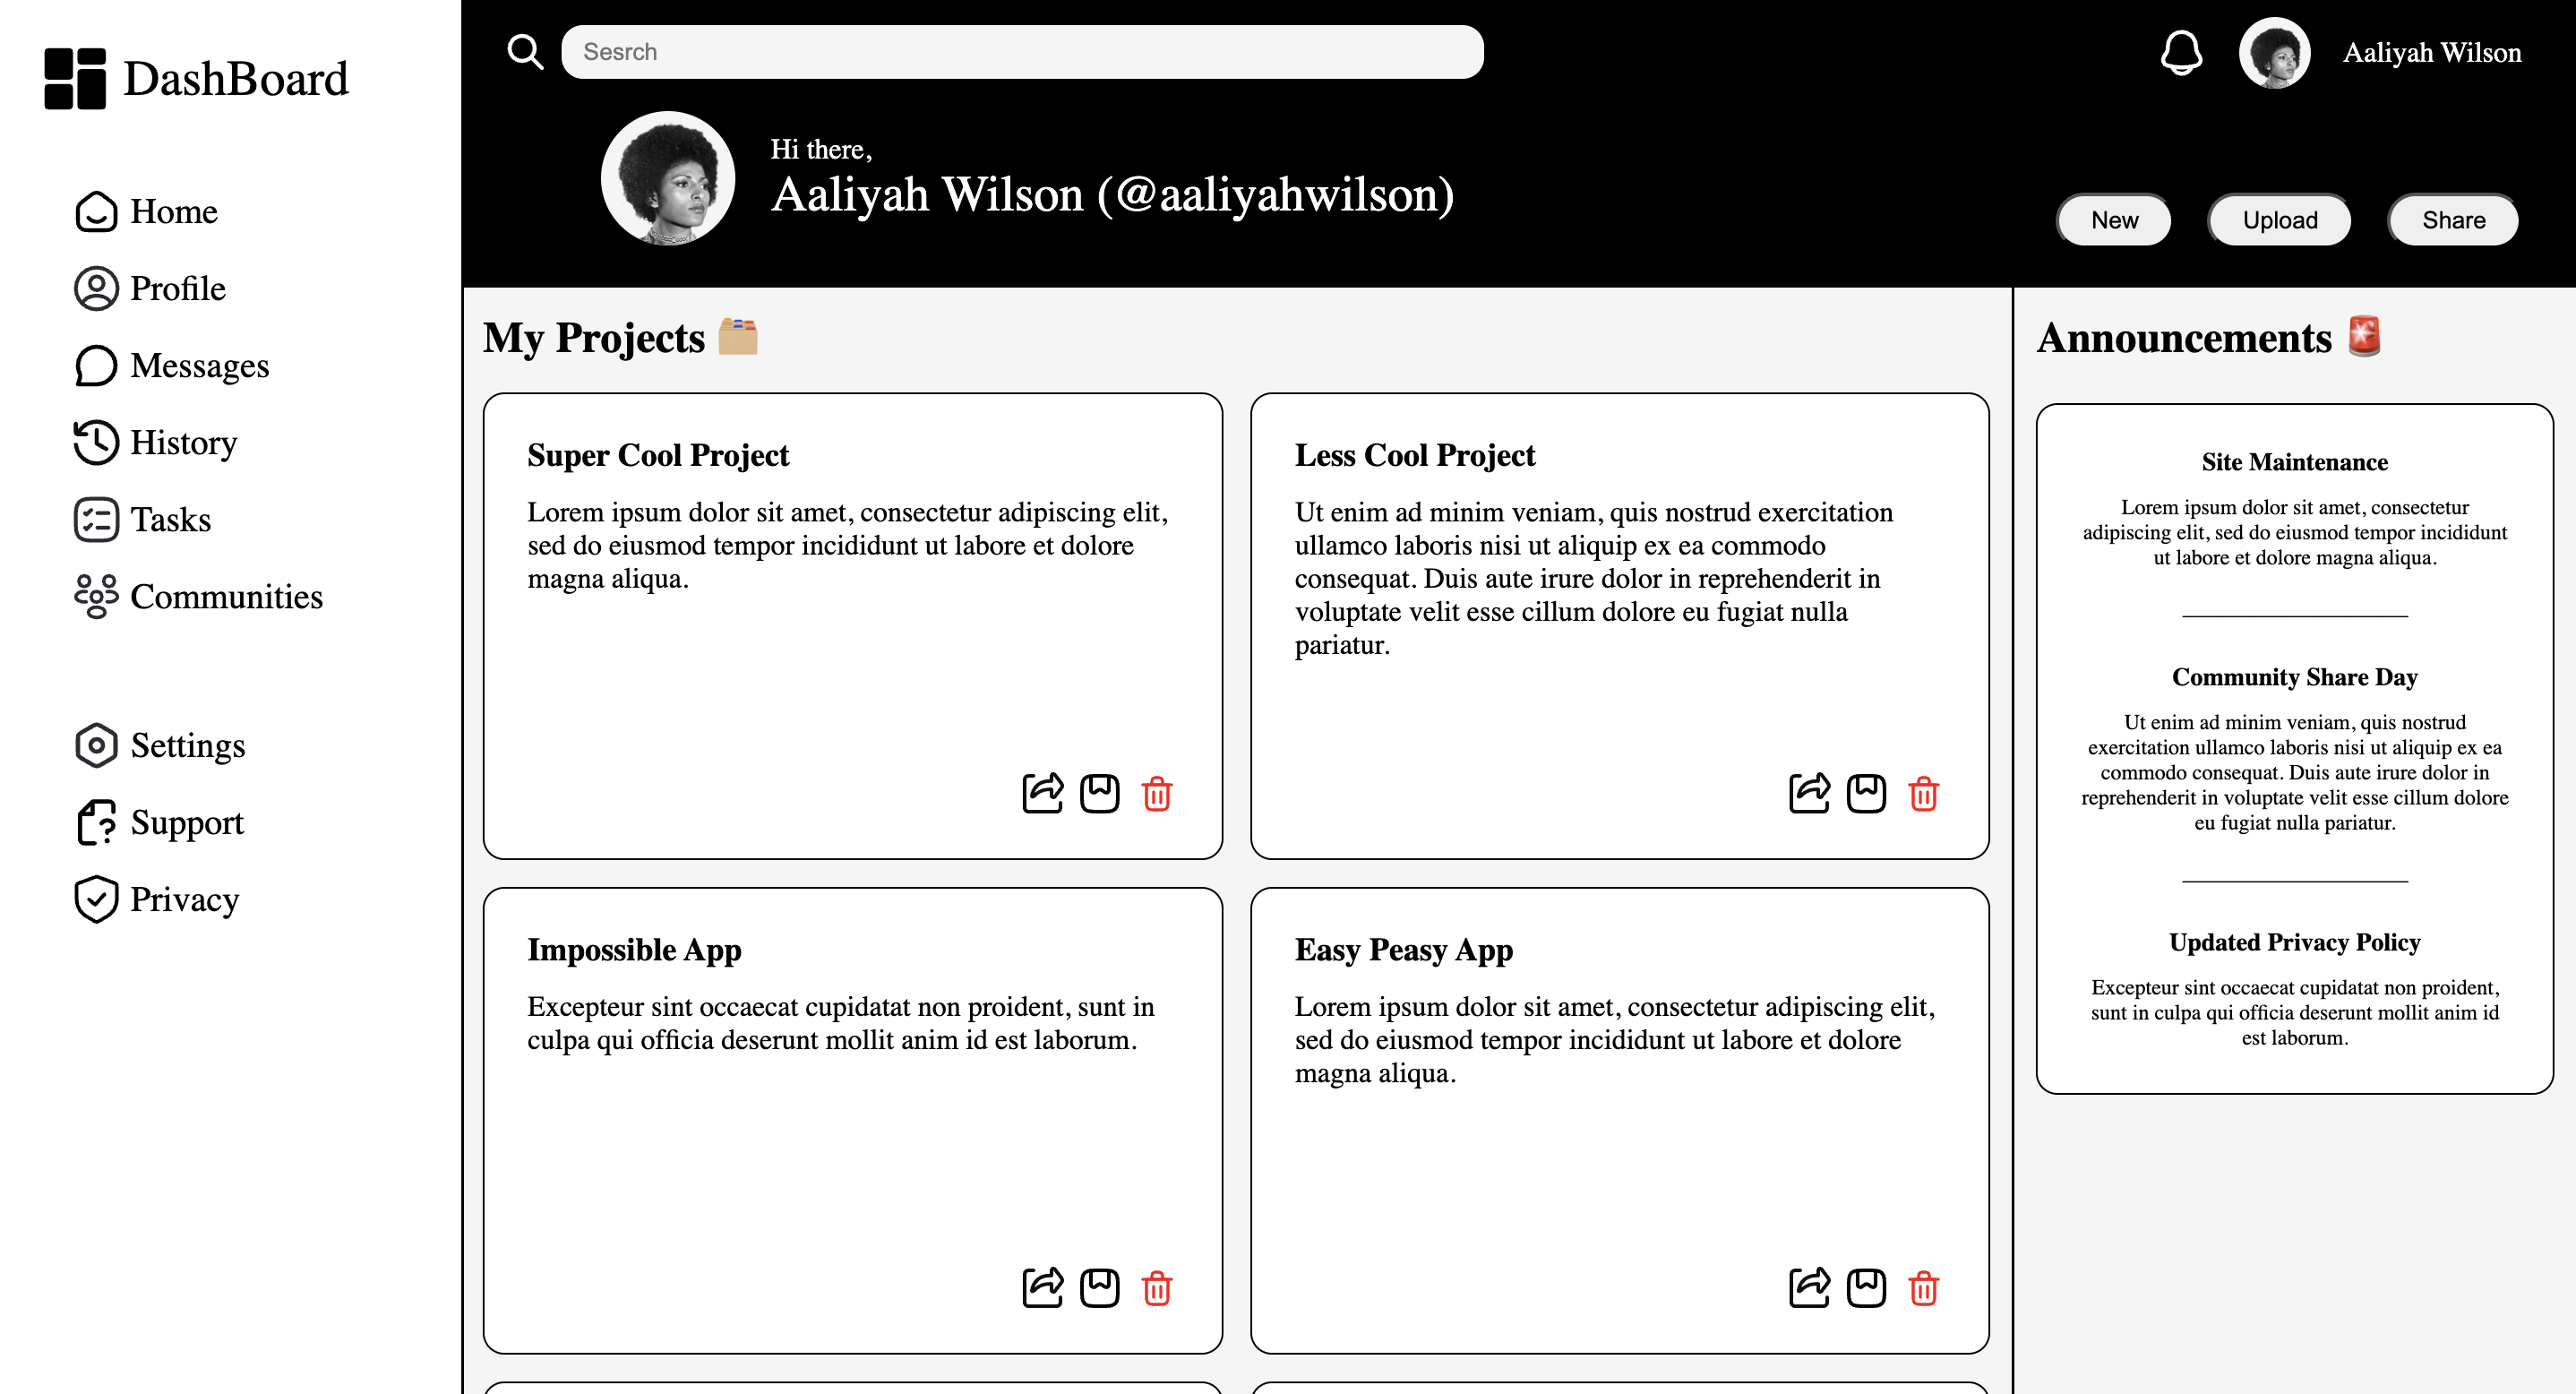 DashBoard
Home
Profile
Messages
History
Tasks
Communities
Settings
Support
Privacy
Sesrch
Aaliyah Wilson
Hi there,
Aaliyah Wilson (@aaliyahwilson)
New
Upload
Share
My Projects
Super Cool Project
Lorem ipsum dolor sit amet, consectetur adipiscing elit,
sed do eiusmod tempor incididunt ut labore et dolore
magna aliqua.
Less Cool Project
Ut enim ad minim veniam, quis nostrud exercitation
ullamco laboris nisi ut aliquip ex ea commodo
consequat. Duis aute irure dolor in reprehenderit in
voluptate velit esse cillum dolore eu fugiat nulla
pariatur.
Impossible App
Excepteur sint occaecat cupidatat non proident, sunt in
culpa qui officia deserunt mollit anim id est laborum.
Easy Peasy App
Lorem ipsum dolor sit amet, consectetur adipiscing elit,
sed do eiusmod tempor incididunt ut labore et dolore
magna aliqua.
Announcements
Site Maintenance
Lorem ipsum dolor sit amet, consectetur
adipiscing elit, sed do eiusmod tempor incididunt
ut labore et dolore magna aliqua.
Community Share Day
Ut enim ad minim veniam, quis nostrud
exercitation ullamco laboris nisi ut aliquip ex ea
commodo consequat. Duis aute irure dolor in
reprehenderit in voluptate velit esse cillum dolore
eu fugiat nulla pariatur.
Updated Privacy Policy
Excepteur sint occaecat cupidatat non proident,
sunt in culpa qui officia deserunt mollit anim id
est laborum.